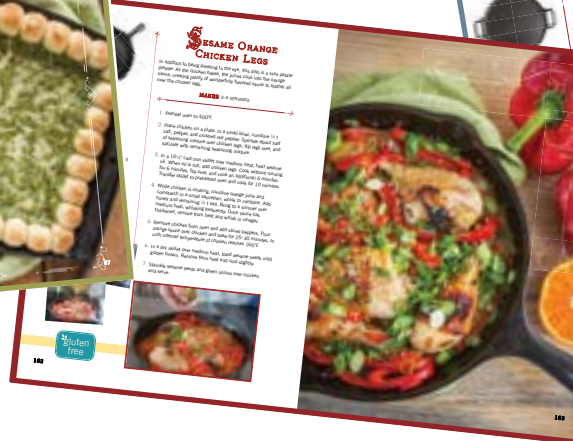 Sesame Orange
Chicken Legs
In addition to being pleasing to the eye, this dish is a sure people-
pleaser. As the chicken bakes, the juices cook into the orange
sauce, creating plenty of wonderfully flavored sauce to slather all
over the chicken legs.
MAKES 4-6 SERVINGS
1. Preheat oven to 400°F.
2. Place chicken on a plate. In a small bowl, combine ½ t
salt, pepper, and crushed red pepper. Sprinkle about half
of seasoning mixture over chicken legs, flip legs over, and
sprinkle with remaining seasoning mixture.
3. In a 10¼" cast-iron skillet over medium heat, heat sesame
oil. When oil is hot, add chicken legs. Cook without moving
for 6 minutes, flip over, and cook an additional 6 minutes.
Transfer skillet to preheated oven and cook for 10 minutes.
4. While chicken is cooking, combine orange juice and
cornstarch in a small saucepan; whisk to combine. Add
honey and remaining ½ t salt. Bring to a simmer over
medium heat, whisking frequently. Once sauce has
thickened, remove from heat and whisk in vinegar.
5. Remove chicken from oven and add sliced peppers. Pour
orange sauce over chicken and bake for 25-30 minutes, or
until internal temperature of chicken reaches 165°F.
6. In a dry skillet over medium heat, toast sesame seeds until
golden brown. Remove from heat and cool slightly.
7. Sprinkle sesame seeds and green onions over chicken
and serve.
gluten
free
162
163